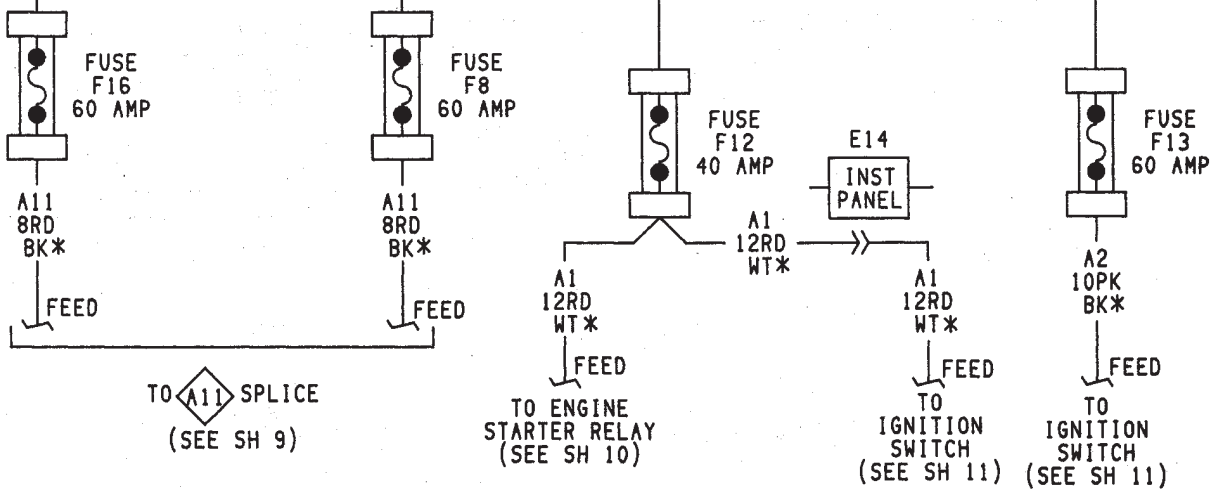 FUSE
F16
60 AMP
A11
8RD
BK*
FEED
FUSE
F8
60 AMP
A11
8RD
BK*
FEED
TO A11 SPLICE
(SEE SH 9)
FUSE
F12
40 AMP
A1
12RD
WT*
FEED
TO ENGINE
STARTER RELAY
(SEE SH 10)
A1
12RD
WT*
E14
INST
PANEL
A1
12RD
WT*
FEED
TO
IGNITION
SWITCH
(SEE SH 11)
FUSE
F13
60 AMP
A2
10PK
BK*
FEED
TO
IGNITION
SWITCH
(SEE SH 11)